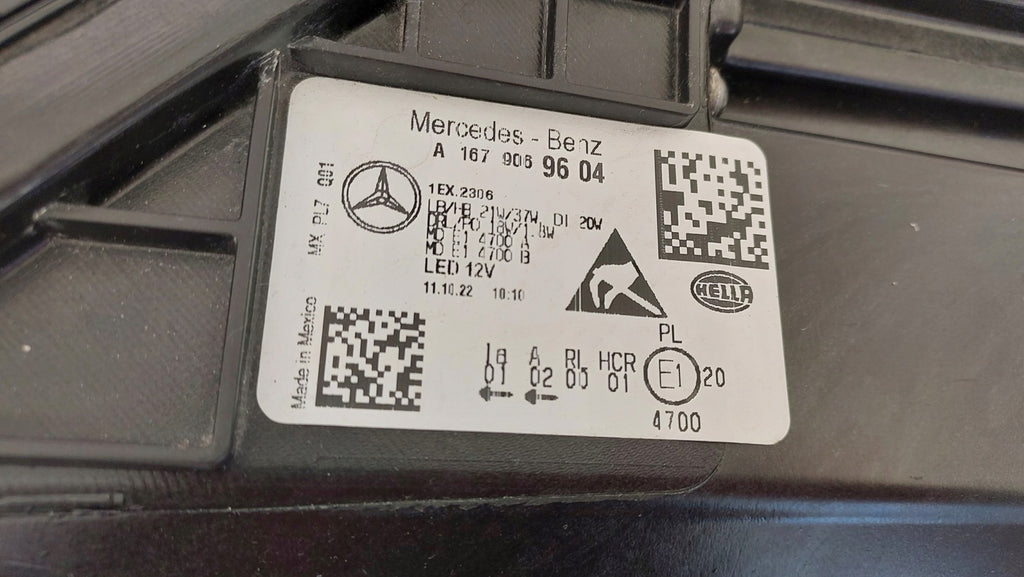 Mercedes-Benz
A 167 906 96 04
1EX.2306
LB/HB 21W/37W, DI 20W
DRL/PO 18W/1.8W
MD E1 4700 A
MD E1 4700 B
LED 12V
11.10.22 10:10
MX PL7 Q01
Made in Mexico
HELLA
1a A RL HCR
01 02 00 01
PL
E1 20
4700